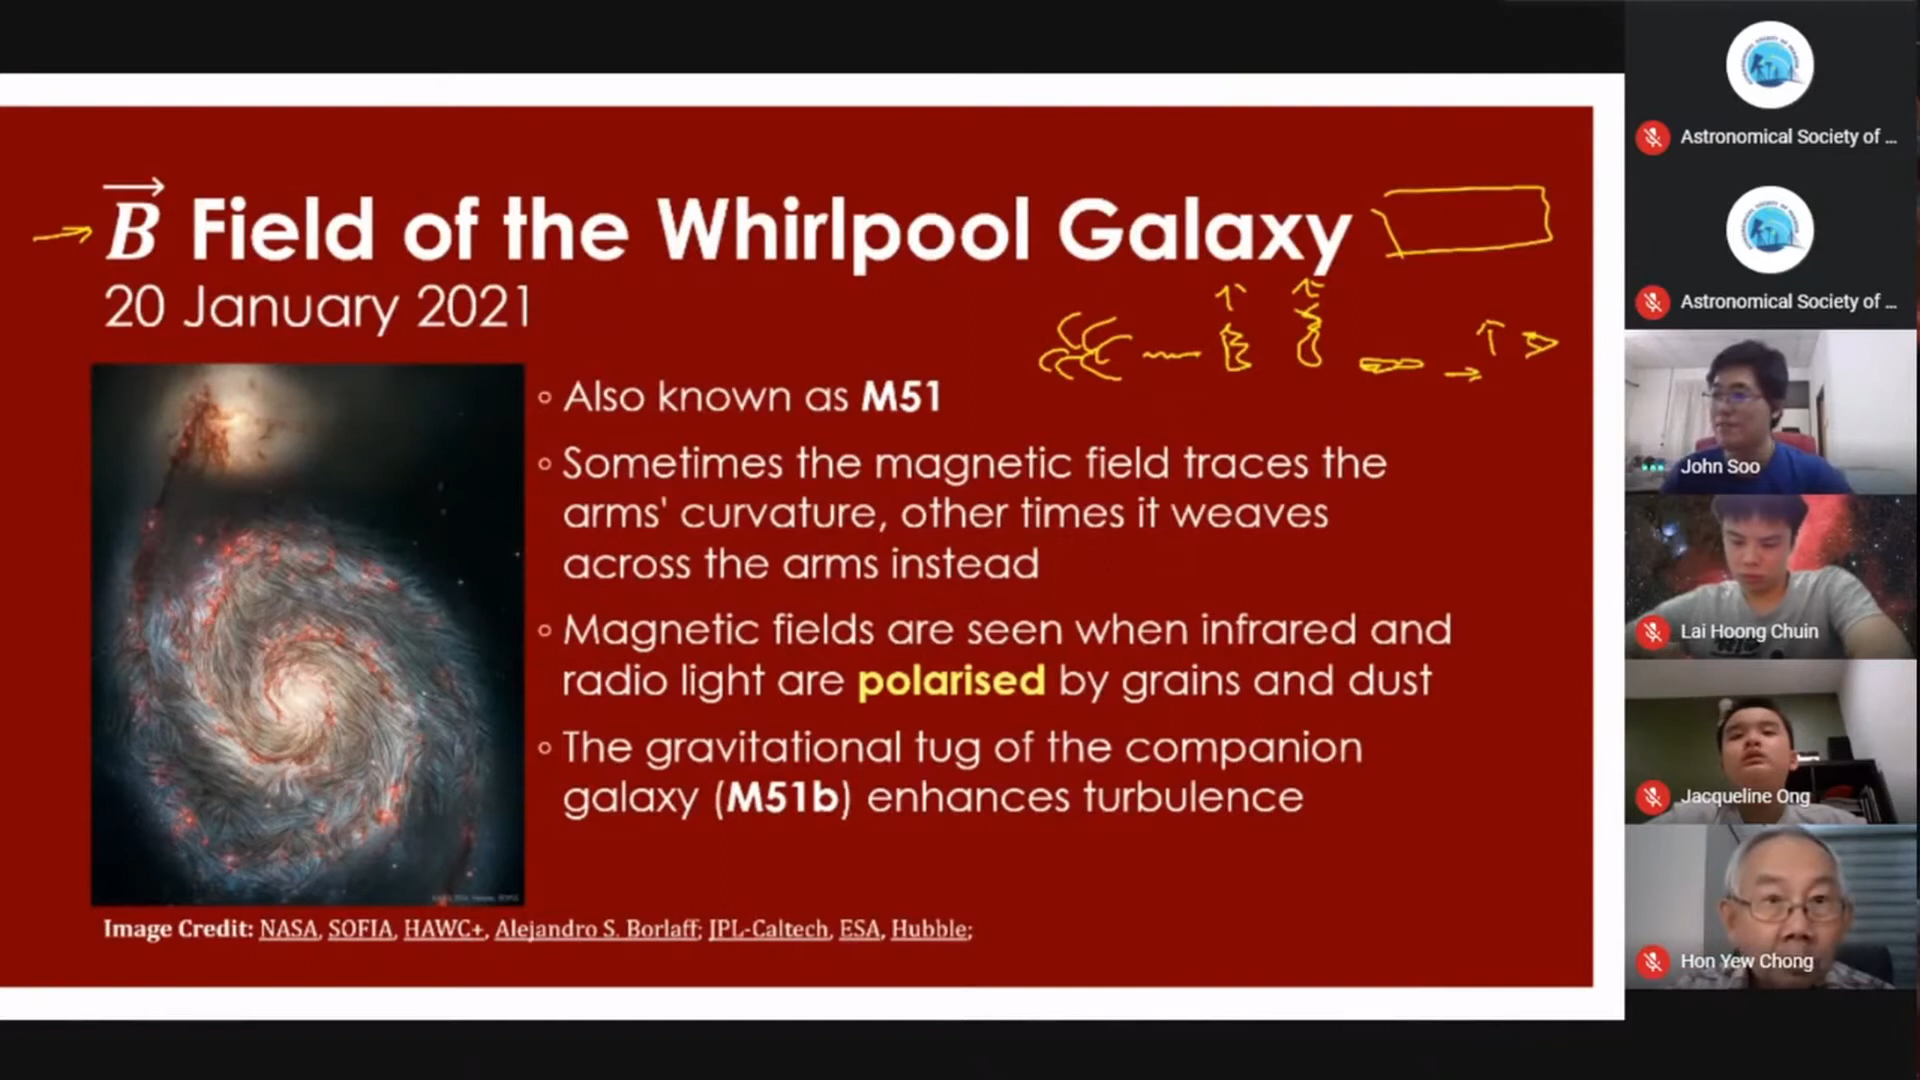 B Field of the Whirlpool Galaxy
20 January 2021
Also known as M51
Sometimes the magnetic field traces the
arms' curvature, other times it weaves
across the arms instead
Magnetic fields are seen when infrared and
radio light are polarised by grains and dust
The gravitational tug of the companion
galaxy (M51b) enhances turbulence
Image Credit: NASA, SOFIA, HAWC+, Alejandro S. Borlaff; JPL-Caltech, ESA, Hubble;
Astronomical Society of ...
Astronomical Society of ...
John Soo
Lai Hoong Chuin
Jacqueline Ong
Hon Yew Chong